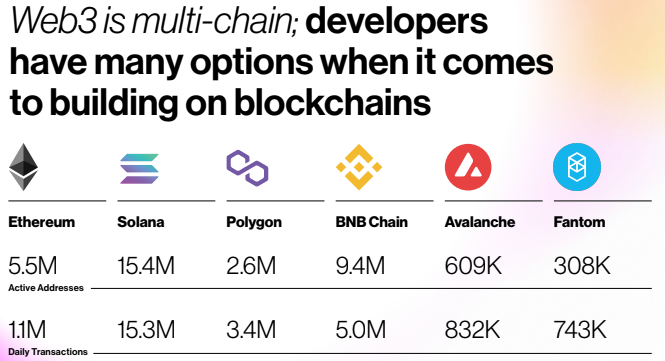 Web3 is multi-chain; developers
have many options when it comes
to building on blockchains
Ethereum Solana Polygon BNB Chain Avalanche Fantom
5.5M 15.4M 2.6M 9.4M 609K 308K
Active Addresses
1.1M 15.3M 3.4M 5.0M 832K 743K
Daily Transactions